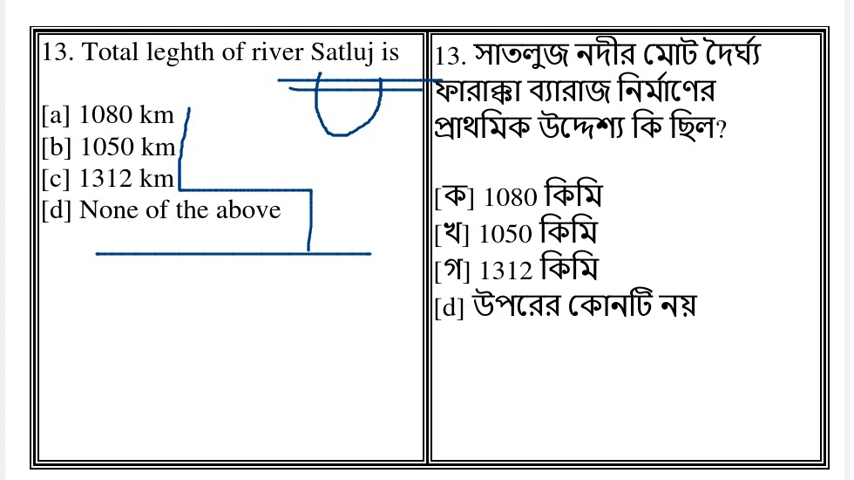 13. Total leghth of river Satluj is
[a] 1080 km
[b] 1050 km
[c] 1312 km
[d] None of the above
13. সাতলুজ নদীর মোট দৈর্ঘ্য
ফারাক্কা ব্যারাজ নির্মাণের
প্রাথমিক উদ্দেশ্য কি ছিল?
[ক] 1080 কিমি
[খ] 1050 কিমি
[গ] 1312 কিমি
[d] উপরের কোনটি নয়